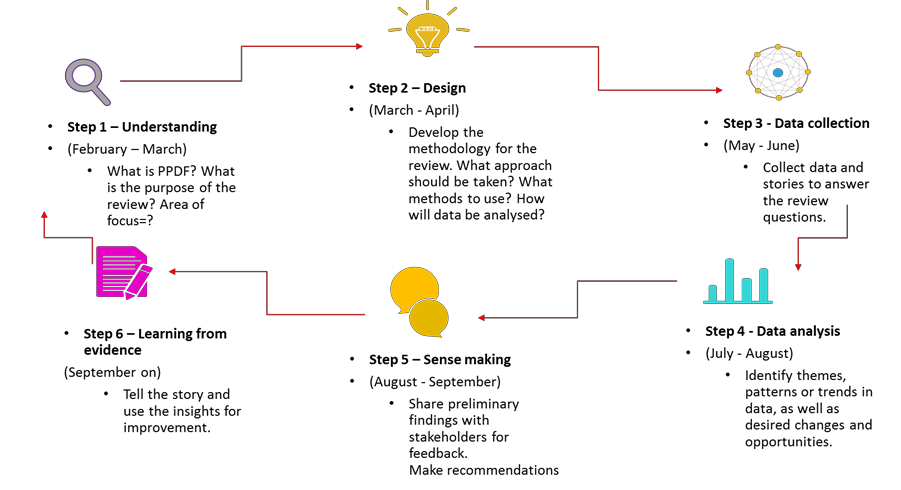 Step 1 – Understanding
(February – March)
What is PPDF? What
is the purpose of the
review? Area of
focus=?
Step 2 – Design
(March - April)
Develop the
methodology for the
review. What approach
should be taken? What
methods to use? How
will data be analysed?
Step 3 - Data collection
(May - June)
Collect data and
stories to answer
the review
questions.
Step 4 - Data analysis
(July - August)
Identify themes,
patterns or trends in
data, as well as
desired changes and
opportunities.
Step 5 – Sense making
(August - September)
Share preliminary
findings with
stakeholders for
feedback.
Make recommendations
Step 6 – Learning from
evidence
(September on)
Tell the story and
use the insights for
improvement.